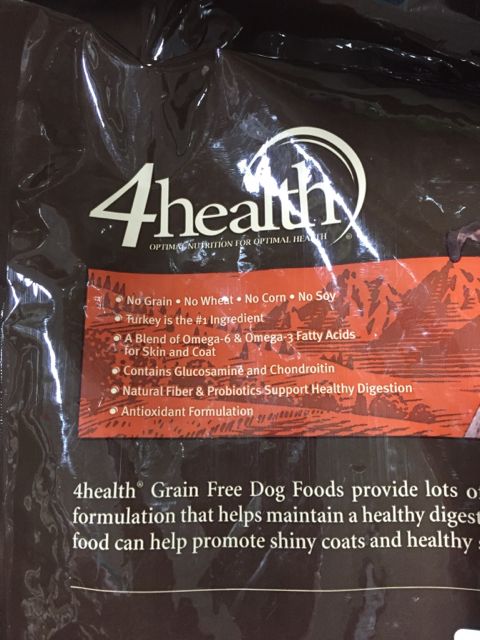 4health®
OPTIMAL NUTRITION FOR OPTIMAL HEALTH
• No Grain • No Wheat • No Corn • No Soy
• Turkey is the #1 Ingredient
• A Blend of Omega-6 & Omega-3 Fatty Acids
for Skin and Coat
• Contains Glucosamine and Chondroitin
• Natural Fiber & Probiotics Support Healthy Digestion
• Antioxidant Formulation
4health® Grain Free Dog Foods provide lots o
formulation that helps maintain a healthy digest
food can help promote shiny coats and healthy